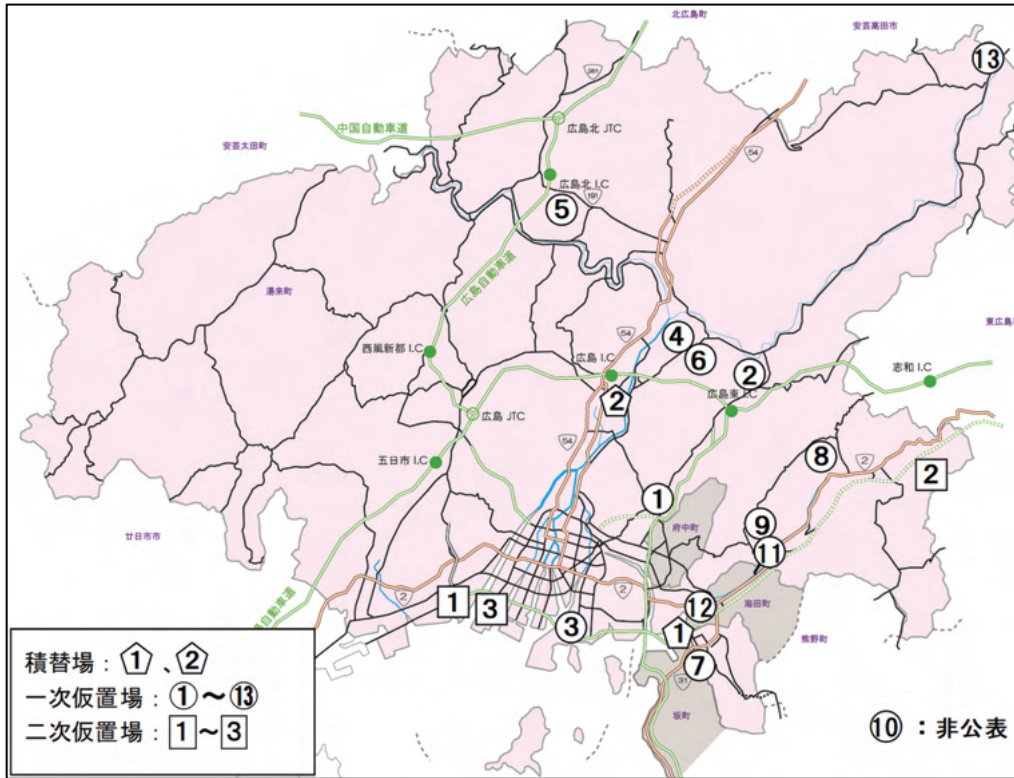 北広島町
安芸高田市
⑬
261
中国自動車道
広島北 JTC
54
安芸太田町
広島北 I.C
191
⑤
広島自動車道
湯来町
④
54
⑥
東広島
西風新都 I.C
広島 I.C
②
志和 I.C
2
広島東 I.C
広島 JTC
54
⑧
2
五日市 I.C
2
①
⑨
府中町
廿日市市
⑪
2
2
海田町
1
3
⑫
③
1
熊野町
⑦
31
坂町
積替場：1、2
一次仮置場：①～⑬
二次仮置場：1～3
⑩：非公表